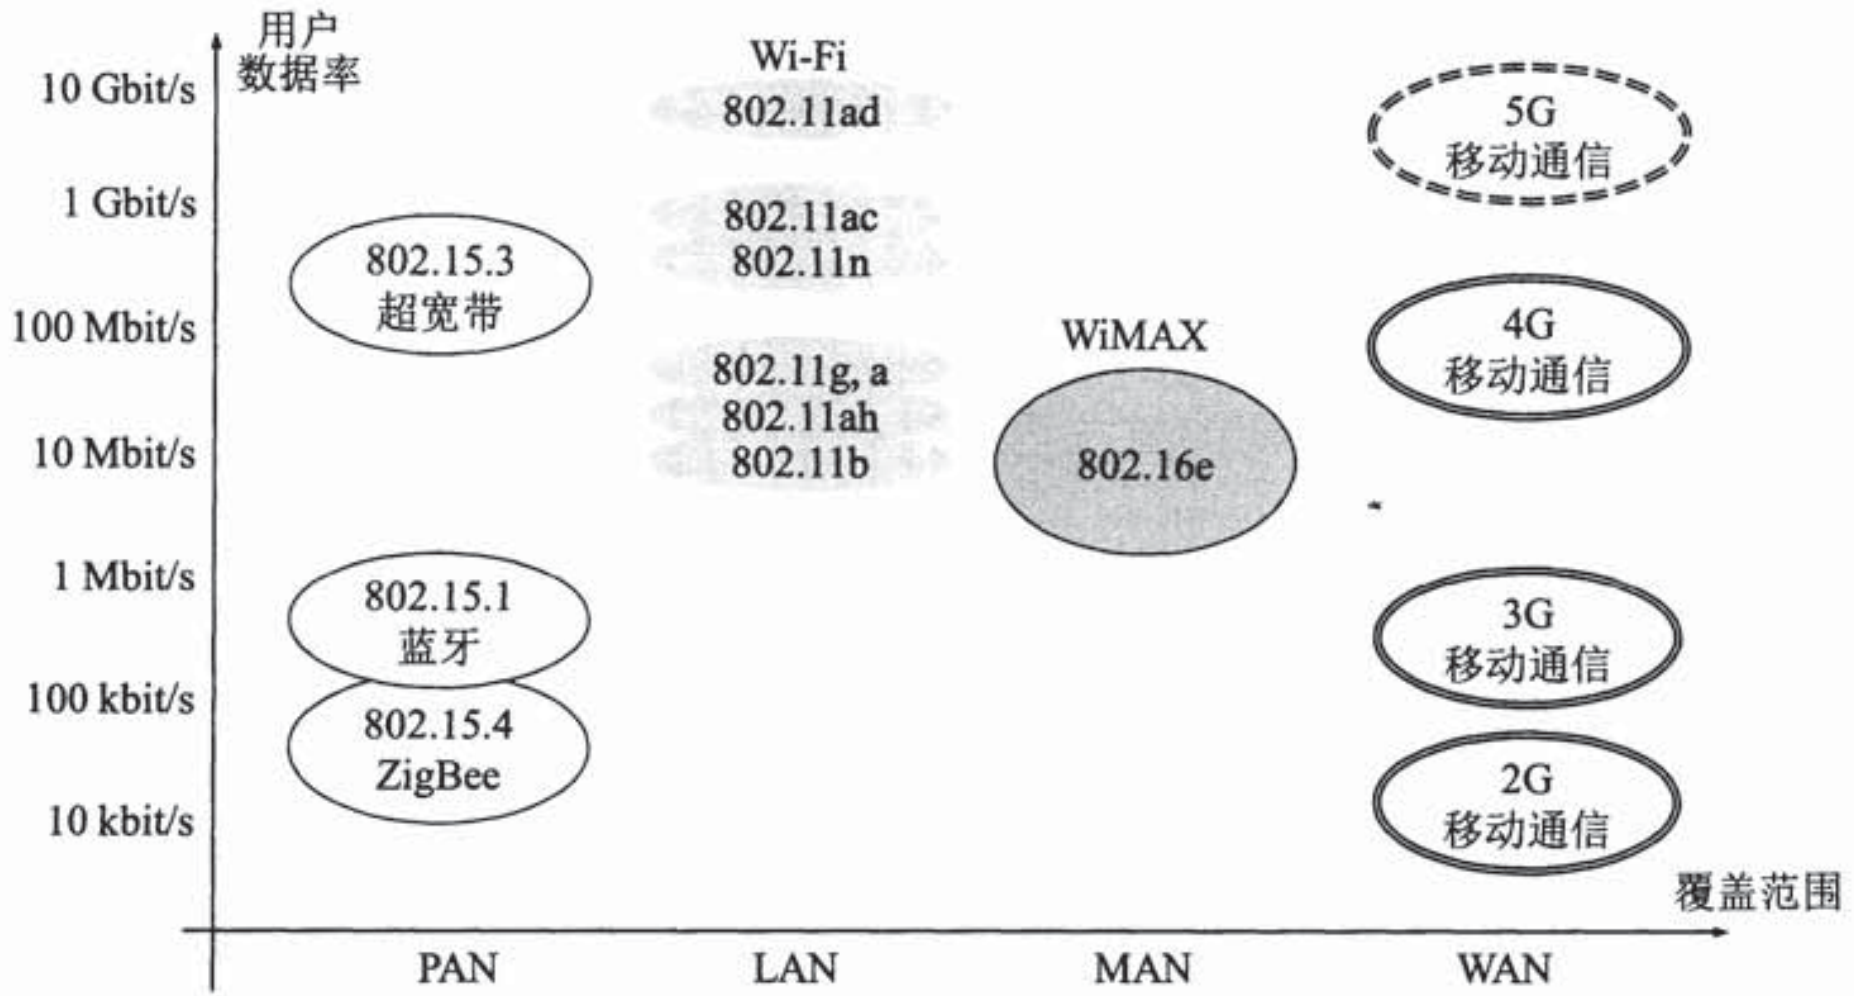 用户
数据率
10 Gbit/s
1 Gbit/s
100 Mbit/s
10 Mbit/s
1 Mbit/s
100 kbit/s
10 kbit/s
802.15.3
超宽带
802.15.1
蓝牙
802.15.4
ZigBee
Wi-Fi
802.11ad
802.11ac
802.11n
802.11g, a
802.11ah
802.11b
WiMAX
802.16e
5G
移动通信
4G
移动通信
3G
移动通信
2G
移动通信
覆盖范围
PAN
LAN
MAN
WAN